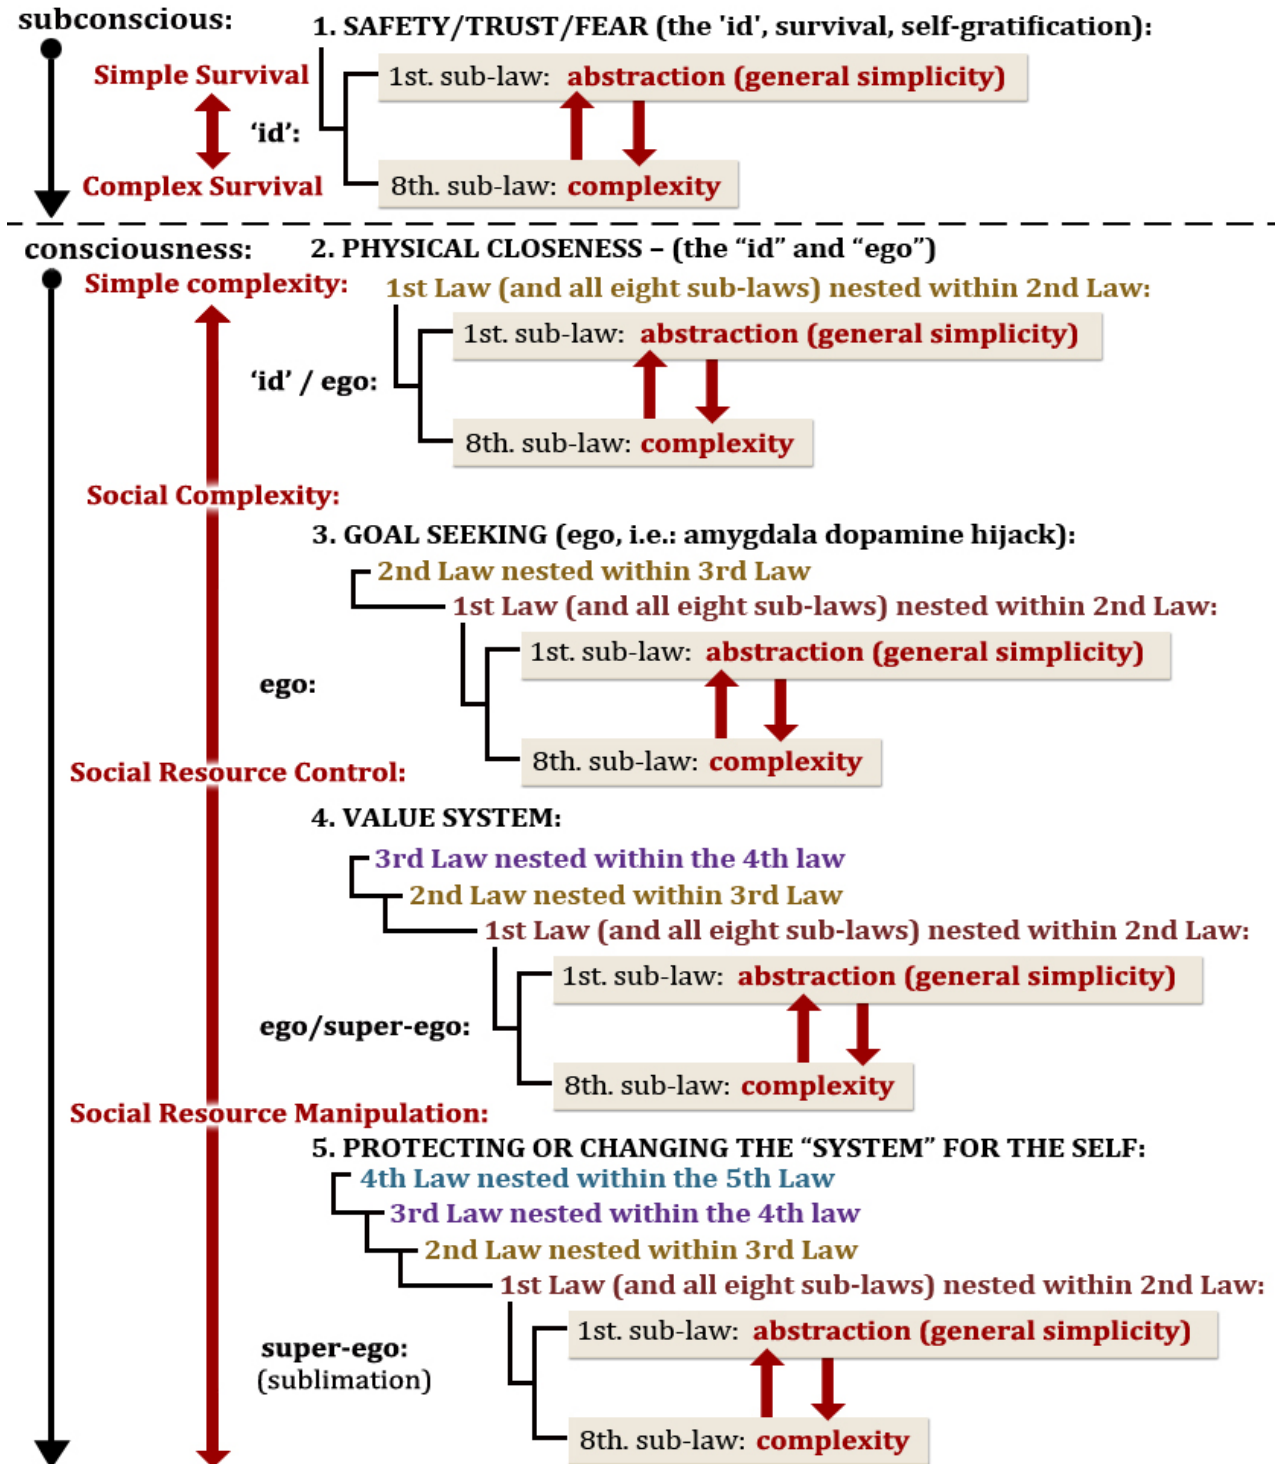 subconscious:
1. SAFETY/TRUST/FEAR (the 'id', survival, self-gratification):
Simple Survival
1st. sub-law: abstraction (general simplicity)
‘id’:
Complex Survival
8th. sub-law: complexity
consciousness:
2. PHYSICAL CLOSENESS – (the “id” and “ego”)
Simple complexity:
1st Law (and all eight sub-laws) nested within 2nd Law:
1st. sub-law: abstraction (general simplicity)
‘id’ / ego:
8th. sub-law: complexity
Social Complexity:
3. GOAL SEEKING (ego, i.e.: amygdala dopamine hijack):
2nd Law nested within 3rd Law
1st Law (and all eight sub-laws) nested within 2nd Law:
1st. sub-law: abstraction (general simplicity)
ego:
8th. sub-law: complexity
Social Resource Control:
4. VALUE SYSTEM:
3rd Law nested within the 4th law
2nd Law nested within 3rd Law
1st Law (and all eight sub-laws) nested within 2nd Law:
1st. sub-law: abstraction (general simplicity)
ego/super-ego:
8th. sub-law: complexity
Social Resource Manipulation:
5. PROTECTING OR CHANGING THE “SYSTEM” FOR THE SELF:
4th Law nested within the 5th Law
3rd Law nested within the 4th law
2nd Law nested within 3rd Law
1st Law (and all eight sub-laws) nested within 2nd Law:
1st. sub-law: abstraction (general simplicity)
super-ego:
(sublimation)
8th. sub-law: complexity